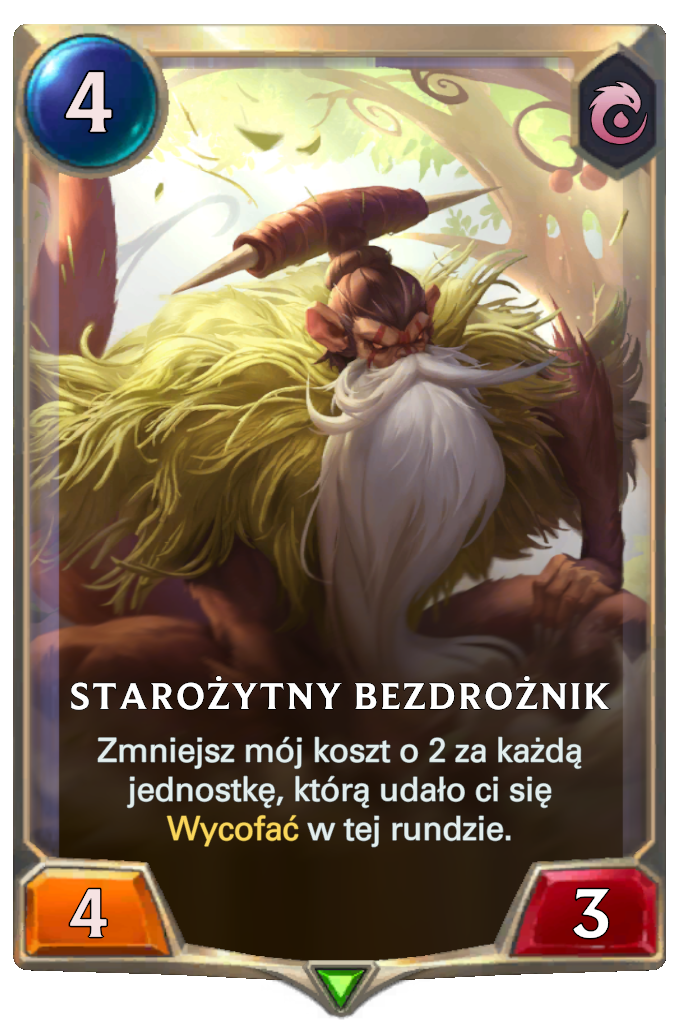 4
STAROŻYTNY BEZDROŻNIK
Zmniejsz mój koszt o 2 za każdą
jednostkę, którą udało ci się
Wycofać w tej rundzie.
4
3